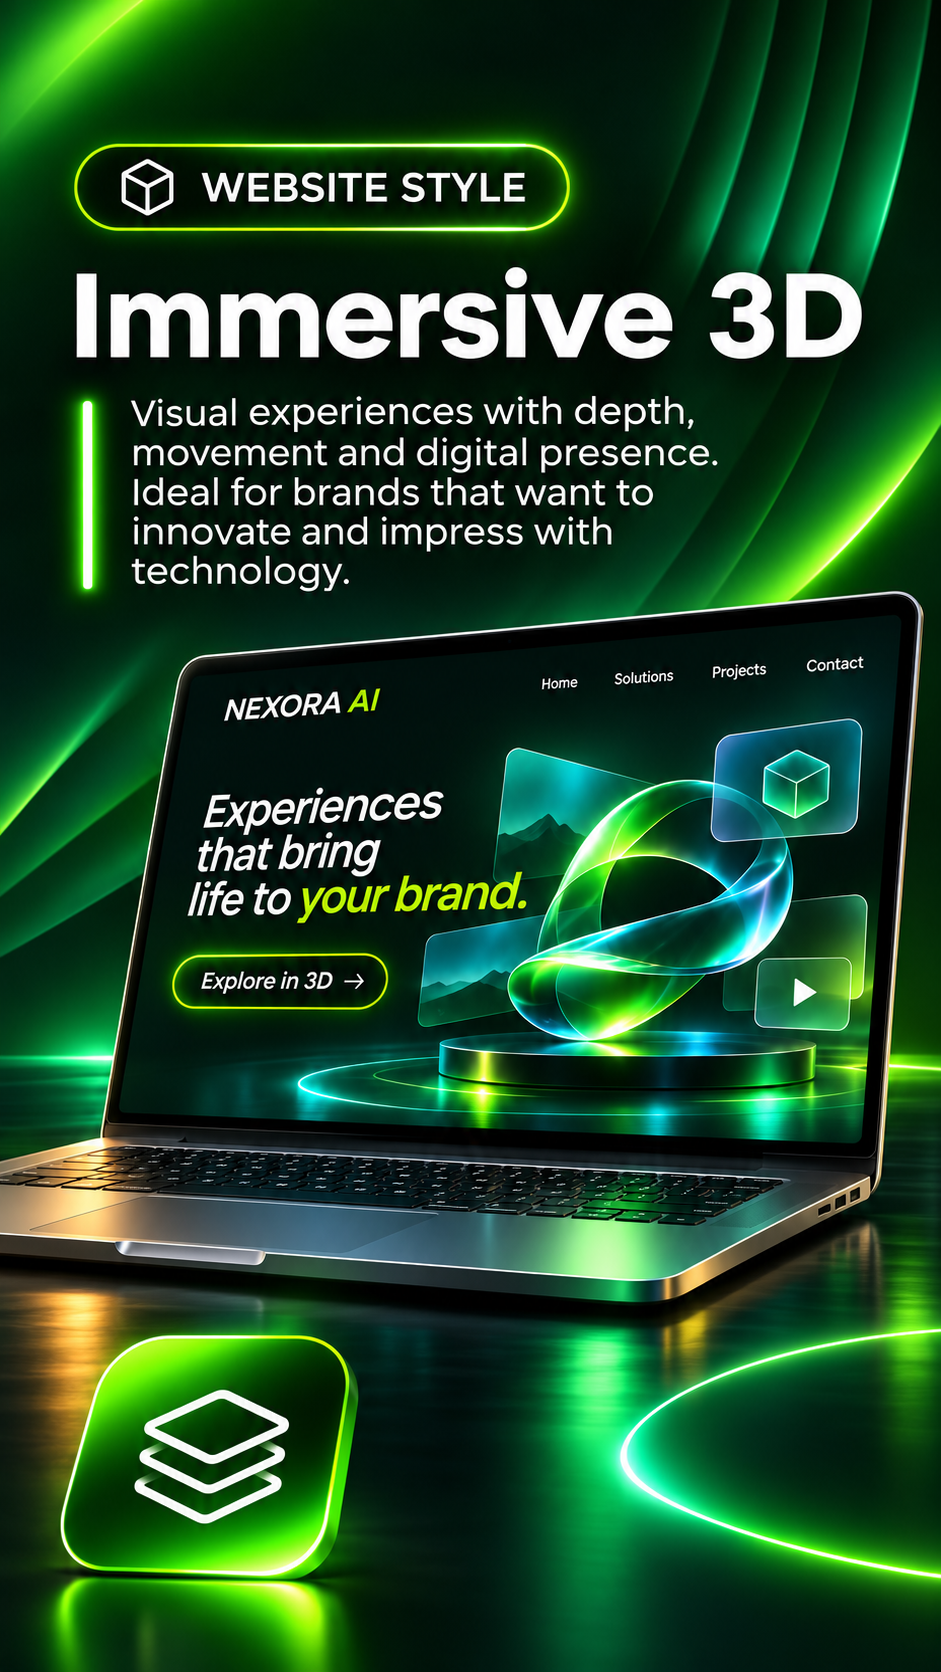 WEBSITE STYLE
Immersive 3D
Visual experiences with depth,
movement and digital presence.
Ideal for brands that want to
innovate and impress with
technology.
NEXORA AI
Home Solutions Projects Contact
Experiences
that bring
life to your brand.
Explore in 3D →